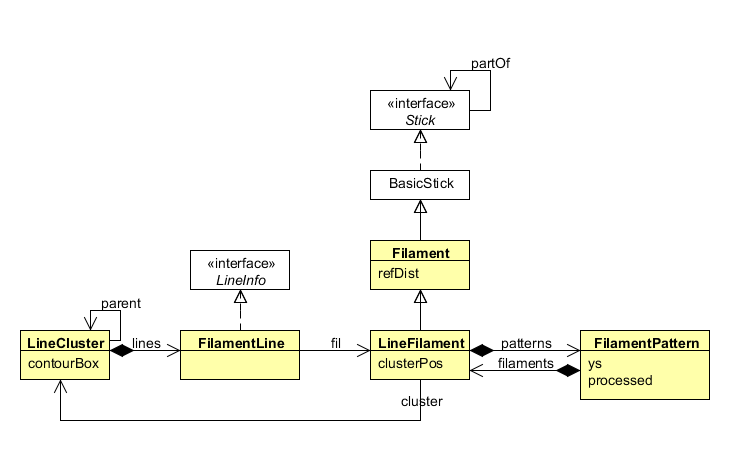 partOf
«interface»
Stick
BasicStick
Filament
refDist
«interface»
LineInfo
parent
LineCluster
contourBox
lines
FilamentLine
fil
LineFilament
clusterPos
patterns
filaments
FilamentPattern
ys
processed
cluster